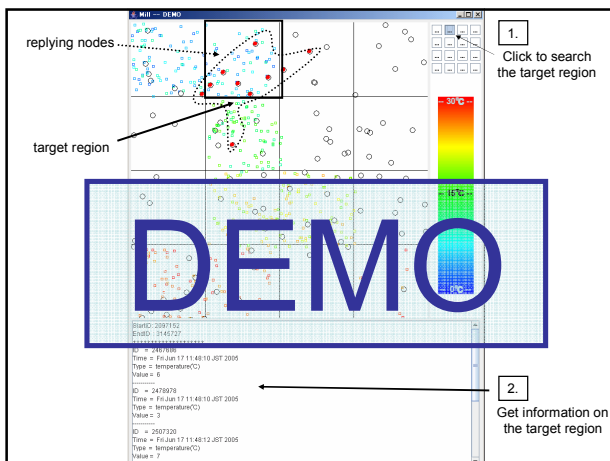 Mill -- DEMO
replying nodes
target region
1.
Click to search
the target region
-- 30℃ --
-- 15℃ --
-- 0℃ --
DEMO
StartID : 2097152
EndID : 3145727
********************
ID = 2467686
Time = Fri Jun 17 11:48:10 JST 2005
Type = temperature(℃)
Value = 6
----------
ID = 2476978
Time = Fri Jun 17 11:48:10 JST 2005
Type = temperature(℃)
Value = 3
----------
ID = 2507320
Time = Fri Jun 17 11:48:12 JST 2005
Type = temperature(℃)
Value = 7
2.
Get information on
the target region